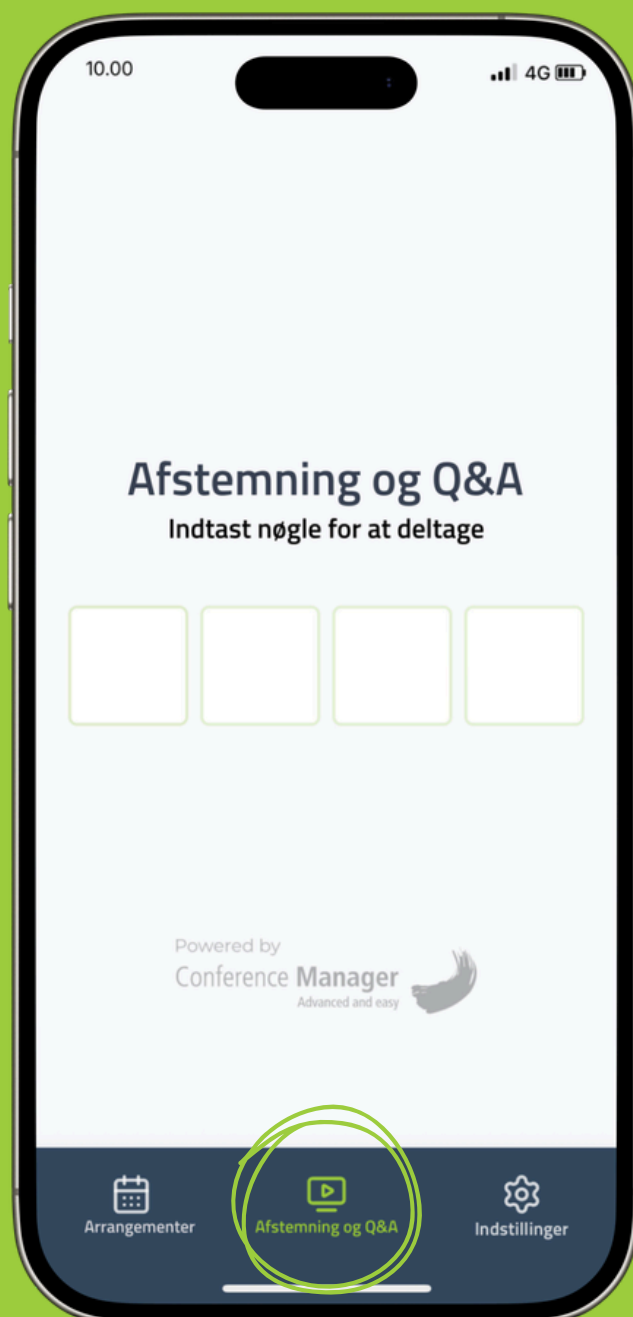 10.00
4G
Afstemning og Q&A
Indtast nøgle for at deltage
Powered by
Conference Manager
Advanced and easy
Arrangementer
Afstemning og Q&A
Indstillinger